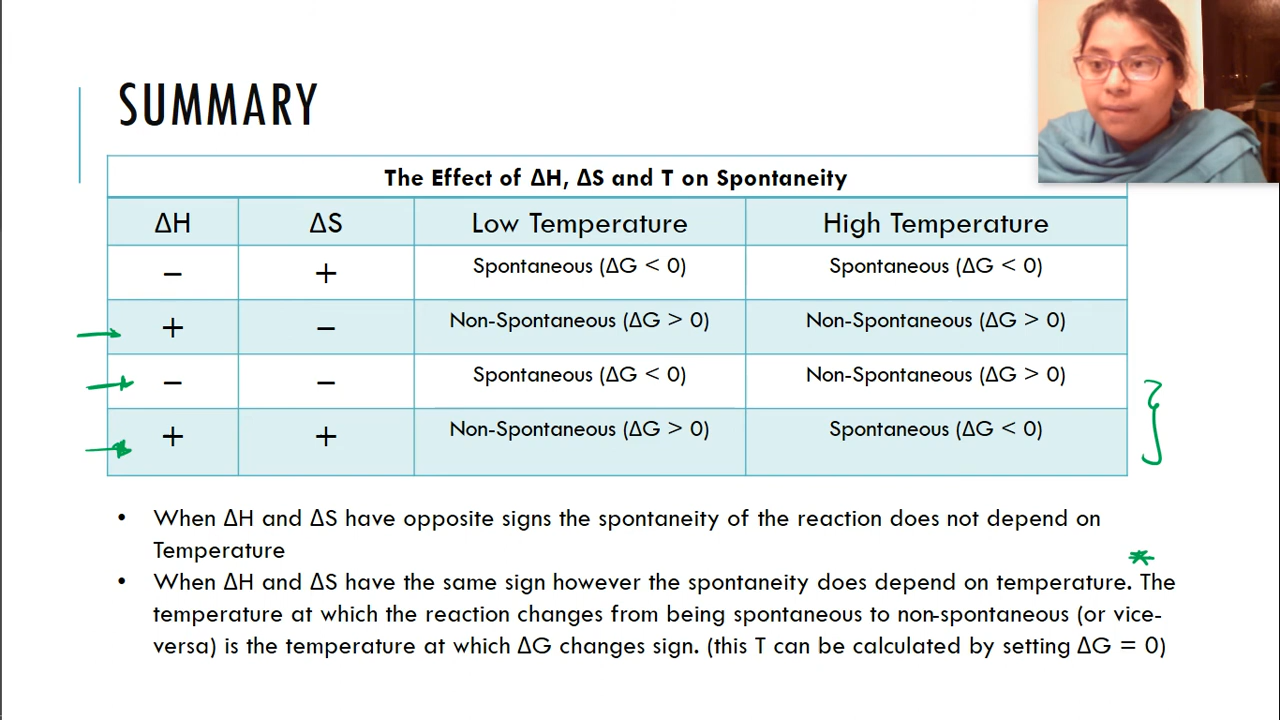 SUMMARY
The Effect of ΔH, ΔS and T on Spontaneity
ΔH ΔS Low Temperature High Temperature
− + Spontaneous (ΔG < 0) Spontaneous (ΔG < 0)
+ − Non-Spontaneous (ΔG > 0) Non-Spontaneous (ΔG > 0)
− − Spontaneous (ΔG < 0) Non-Spontaneous (ΔG > 0)
+ + Non-Spontaneous (ΔG > 0) Spontaneous (ΔG < 0)
• When ΔH and ΔS have opposite signs the spontaneity of the reaction does not depend on
Temperature
• When ΔH and ΔS have the same sign however the spontaneity does depend on temperature. The
temperature at which the reaction changes from being spontaneous to non-spontaneous (or vice-
versa) is the temperature at which ΔG changes sign. (this T can be calculated by setting ΔG = 0)